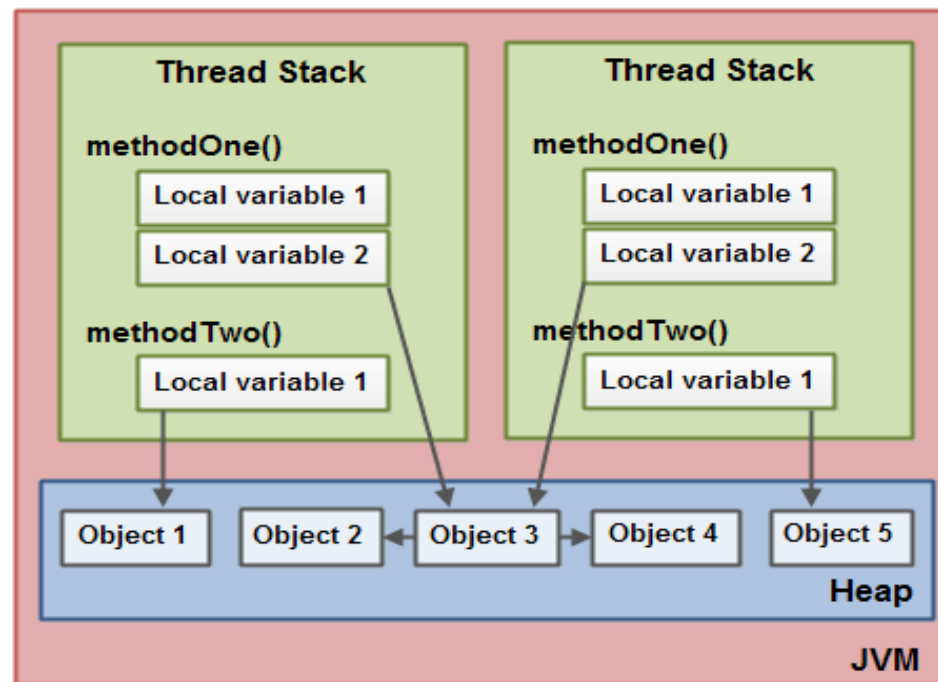 Thread Stack
methodOne()
Local variable 1
Local variable 2
methodTwo()
Local variable 1
Thread Stack
methodOne()
Local variable 1
Local variable 2
methodTwo()
Local variable 1
Object 1
Object 2
Object 3
Object 4
Object 5
Heap
JVM